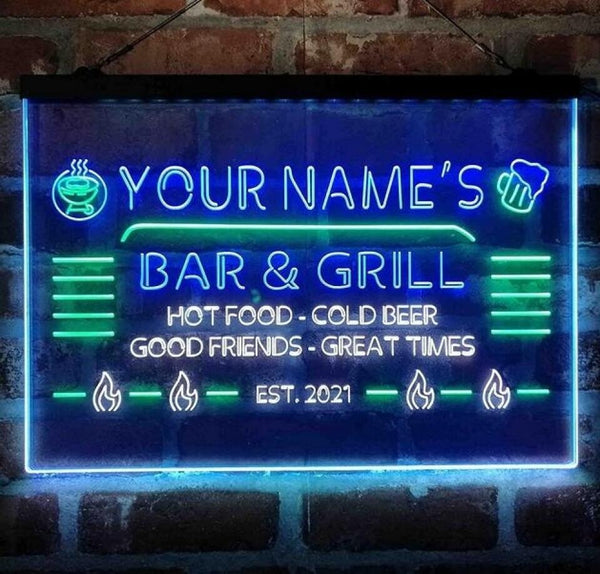 YOUR NAME'S
BAR & GRILL
HOT FOOD - COLD BEER
GOOD FRIENDS - GREAT TIMES
EST. 2021